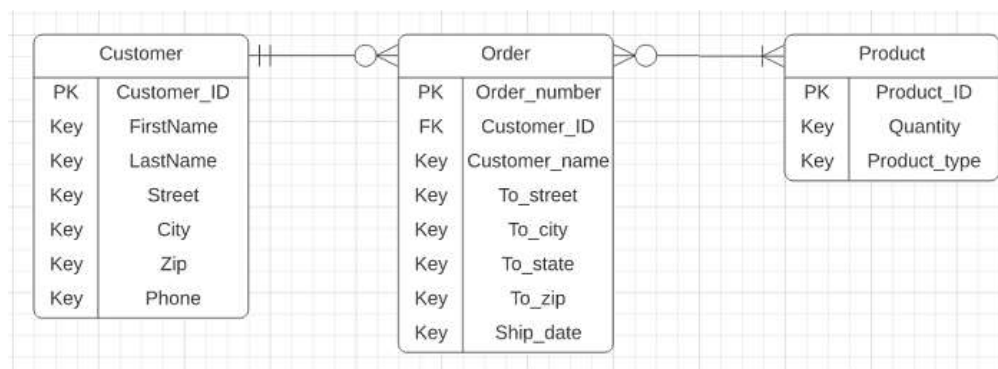 Customer
PK Customer_ID
Key FirstName
Key LastName
Key Street
Key City
Key Zip
Key Phone
Order
PK Order_number
FK Customer_ID
Key Customer_name
Key To_street
Key To_city
Key To_state
Key To_zip
Key Ship_date
Product
PK Product_ID
Key Quantity
Key Product_type